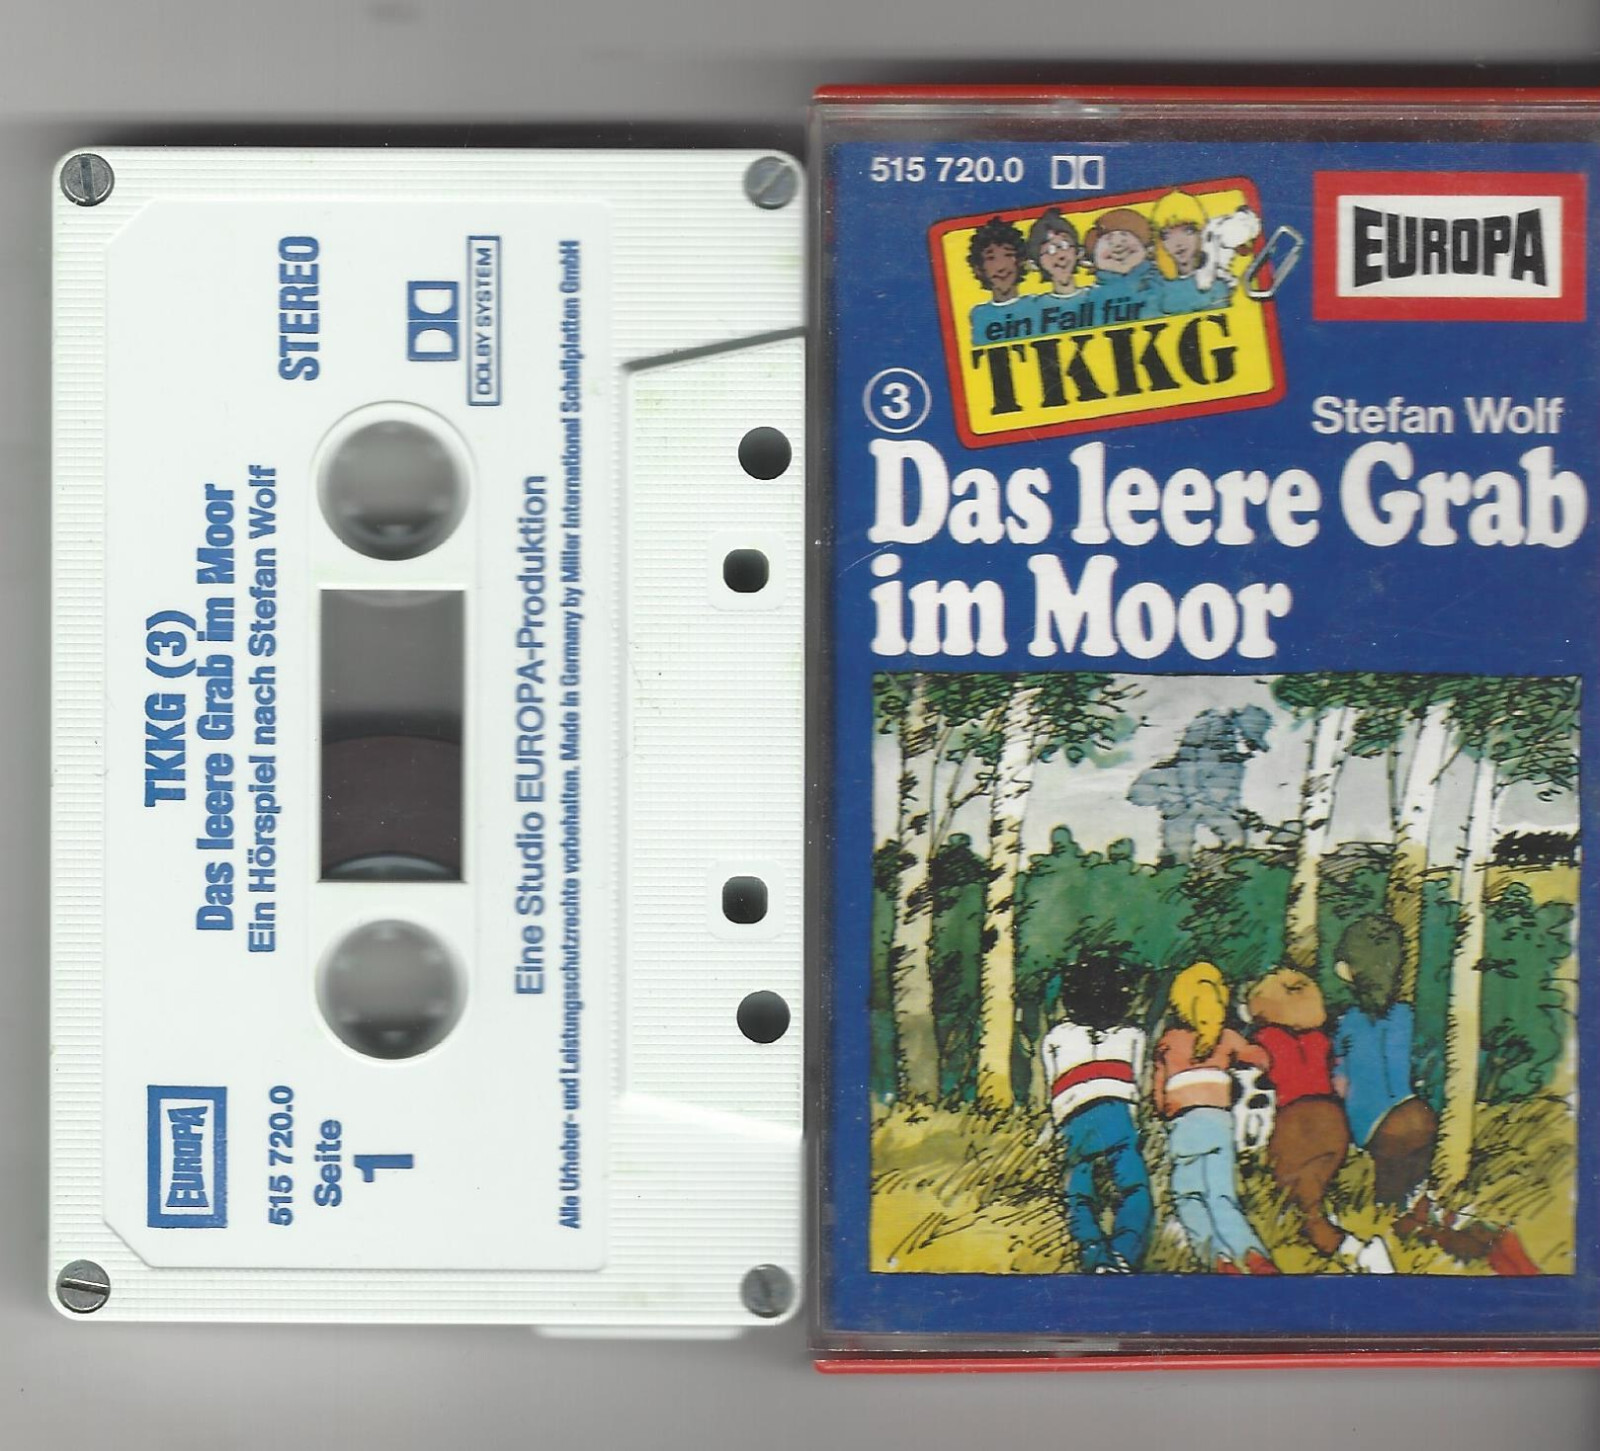 TKKG (3)
Das leere Grab im Moor
Ein Hörspiel nach Stefan Wolf
STEREO
DOLBY SYSTEM
EUROPA
515 720.0
Seite
1
Eine Studio EUROPA-Produktion
Alle Urheber- und Leistungsschutzrechte vorbehalten. Made in Germany by Miller International Schallplatten GmbH
515 720.0
EUROPA
ein Fall für
TKKG
3
Stefan Wolf
Das leere Grab
im Moor